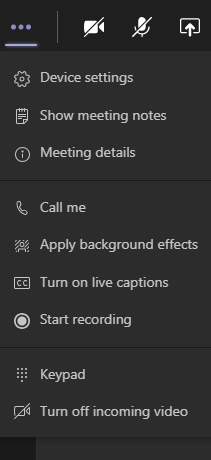 Device settings
Show meeting notes
Meeting details
Call me
Apply background effects
CC Turn on live captions
Start recording
Keypad
Turn off incoming video